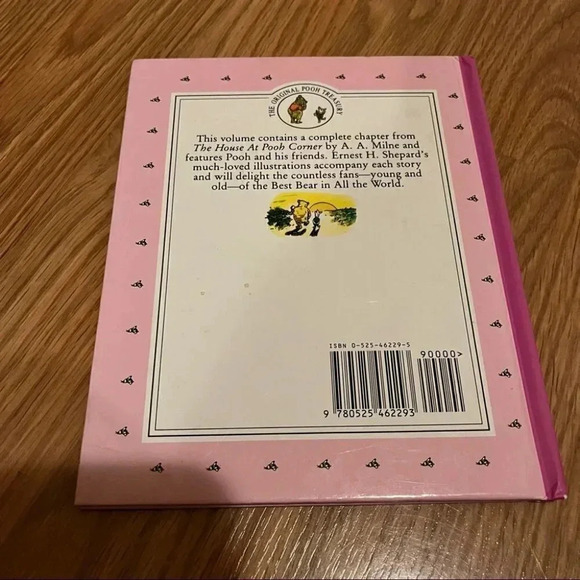 THE ORIGINAL POOH TREASURY
This volume contains a complete chapter from
The House At Pooh Corner by A. A. Milne and
features Pooh and his friends. Ernest H. Shepard's
much-loved illustrations accompany each story
and will delight the countless fans—young and
old—of the Best Bear in All the World.
ISBN 0-525-46229-5
90000>
9 780525 462293